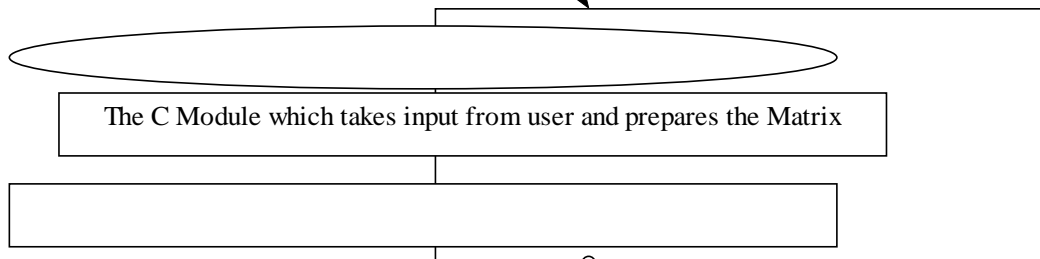 The C Module which takes input from user and prepares the Matrix